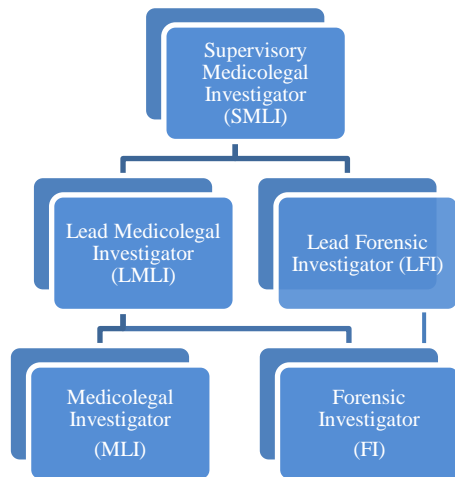 Supervisory
Medicolegal
Investigator
(SMLI)
Lead Medicolegal
Investigator
(LMLI)
Lead Forensic
Investigator (LFI)
Medicolegal
Investigator
(MLI)
Forensic
Investigator
(FI)